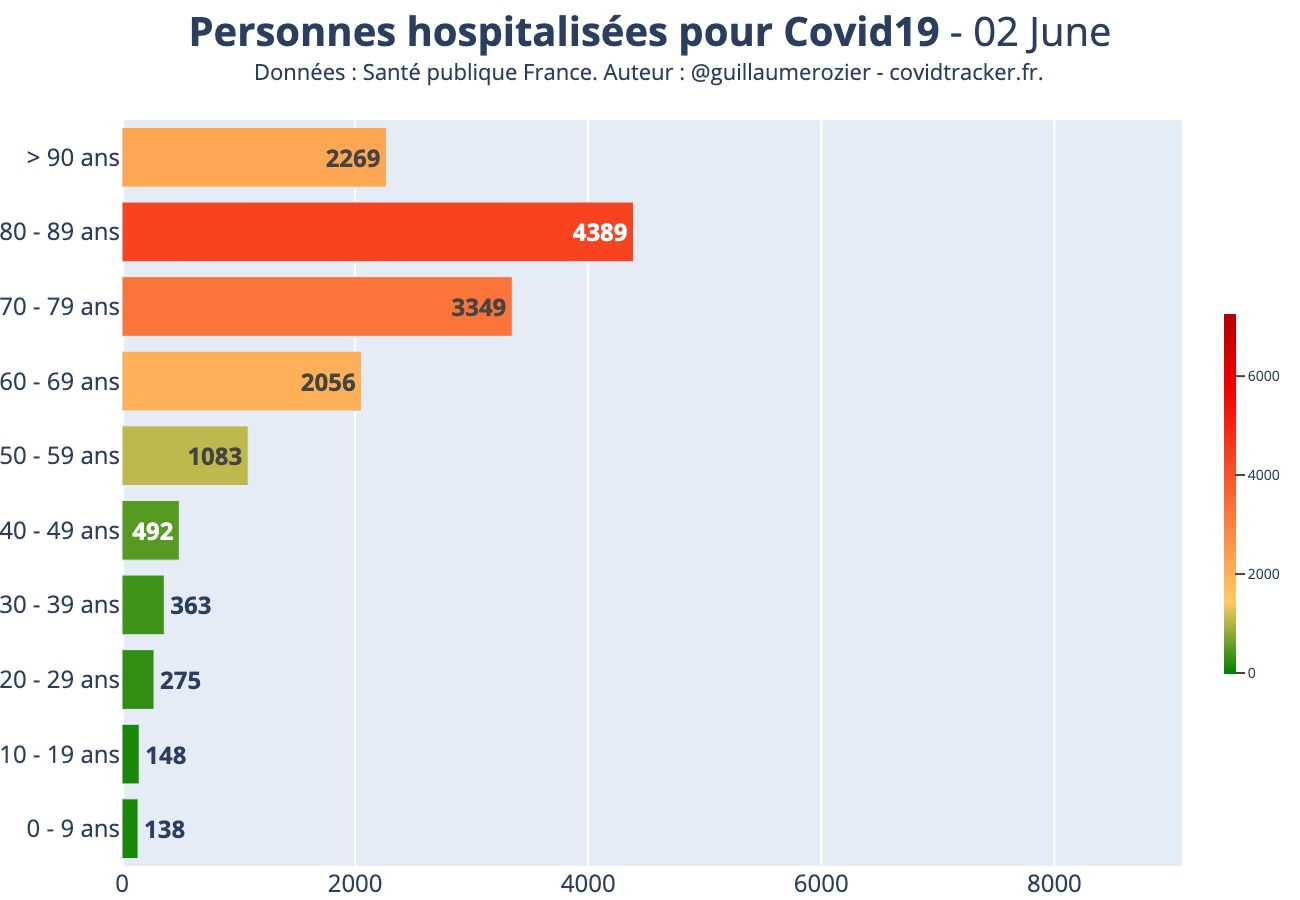 Personnes hospitalisées pour Covid19 - 02 June
Données : Santé publique France. Auteur : @guillaumerozier - covidtracker.fr.
> 90 ans 2269
80 - 89 ans 4389
70 - 79 ans 3349
60 - 69 ans 2056
50 - 59 ans 1083
40 - 49 ans 492
30 - 39 ans 363
20 - 29 ans 275
10 - 19 ans 148
0 - 9 ans 138
0 2000 4000 6000 8000
6000
4000
2000
0